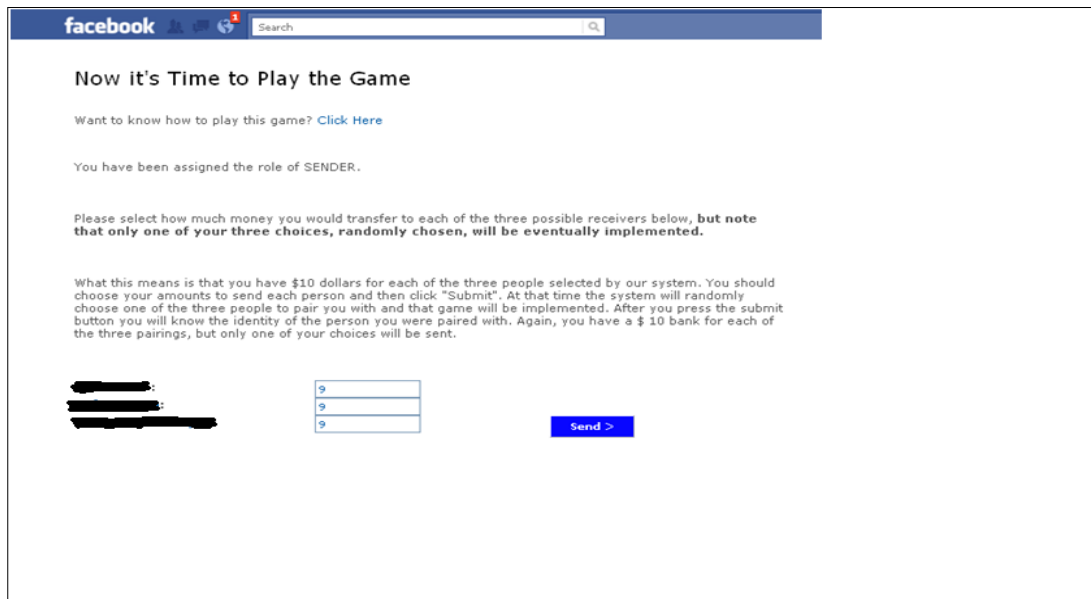 facebook 1 Search
Now it's Time to Play the Game
Want to know how to play this game? Click Here
You have been assigned the role of SENDER.
Please select how much money you would transfer to each of the three possible receivers below, but note
that only one of your three choices, randomly chosen, will be eventually implemented.
What this means is that you have $10 dollars for each of the three people selected by our system. You should
choose your amounts to send each person and then click "Submit". At that time the system will randomly
choose one of the three people to pair you with and that game will be implemented. After you press the submit
button you will know the identity of the person you were paired with. Again, you have a $ 10 bank for each of
the three pairings, but only one of your choices will be sent.
: 9
: 9
9 Send >